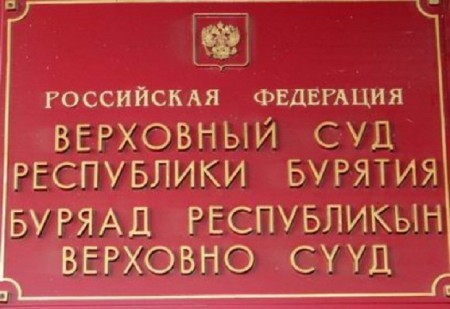 РОССИЙСКАЯ ФЕДЕРАЦИЯ
ВЕРХОВНЫЙ СУД
РЕСПУБЛИКИ БУРЯТИЯ
БУРЯАД РЕСПУБЛИКЫН
ВЕРХОВНО СҮҮД